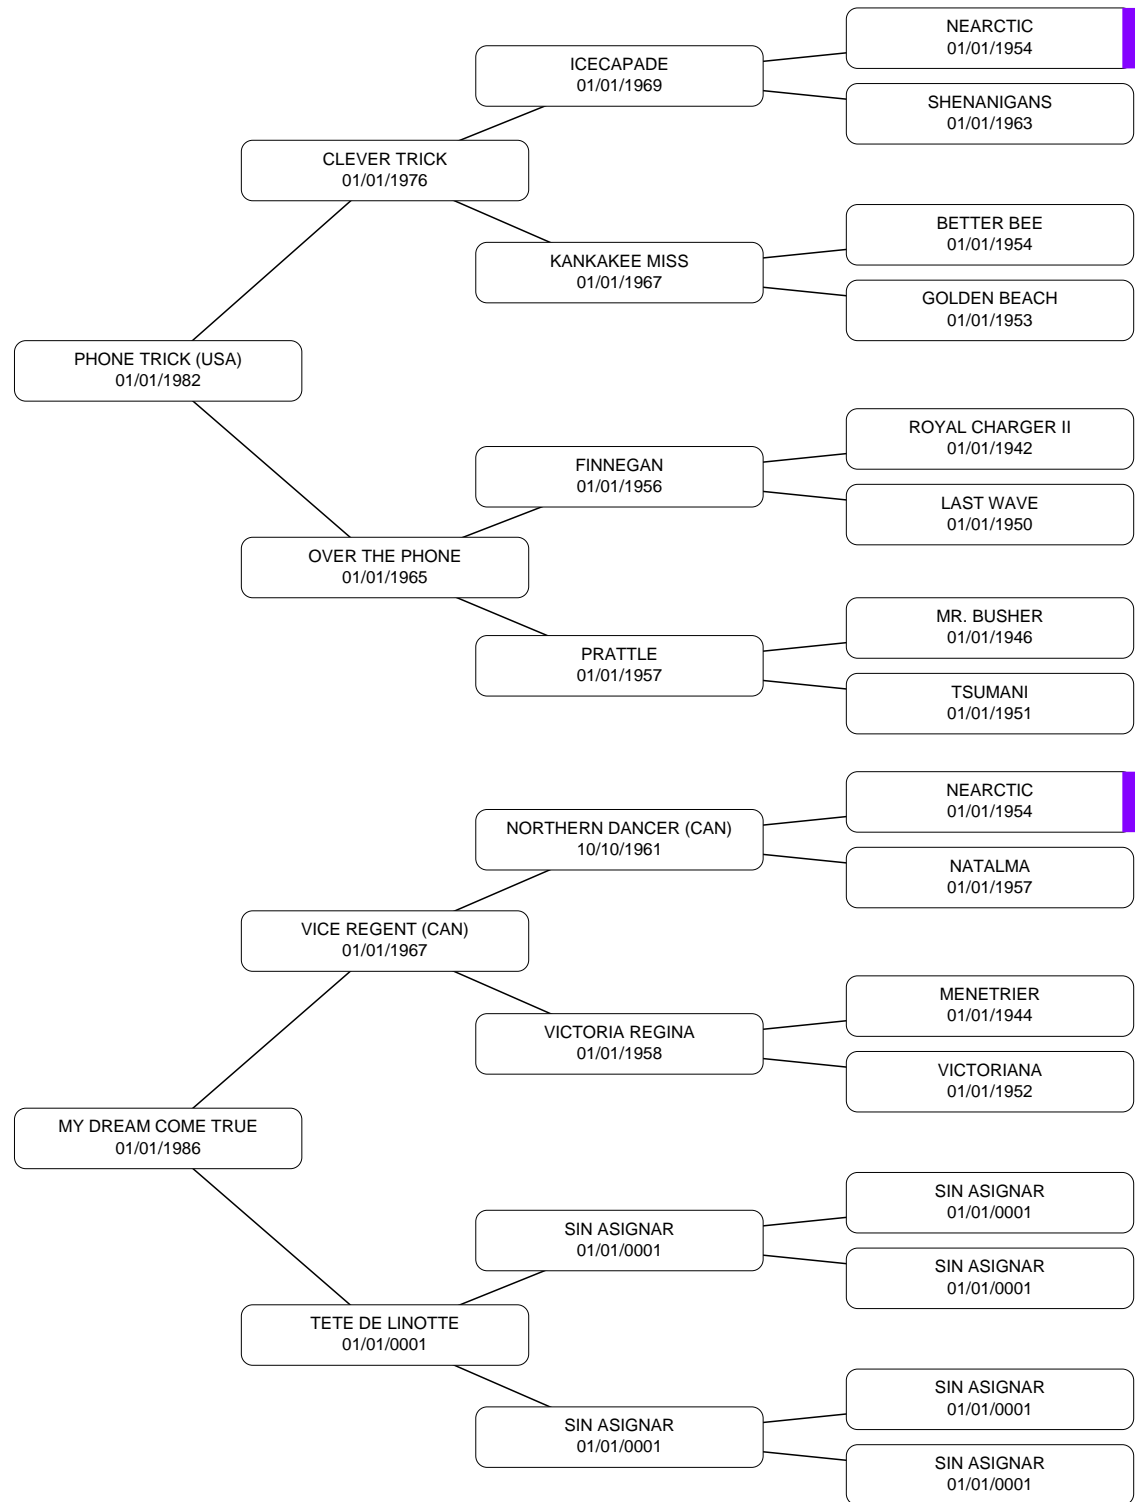 NEARCTIC
01/01/1954
ICECAPADE
01/01/1969
SHENANIGANS
01/01/1963
CLEVER TRICK
01/01/1976
BETTER BEE
01/01/1954
KANKAKEE MISS
01/01/1967
GOLDEN BEACH
01/01/1953
PHONE TRICK (USA)
01/01/1982
ROYAL CHARGER II
01/01/1942
FINNEGAN
01/01/1956
LAST WAVE
01/01/1950
OVER THE PHONE
01/01/1965
MR. BUSHER
01/01/1946
PRATTLE
01/01/1957
TSUMANI
01/01/1951
NEARCTIC
01/01/1954
NORTHERN DANCER (CAN)
10/10/1961
NATALMA
01/01/1957
VICE REGENT (CAN)
01/01/1967
MENETRIER
01/01/1944
VICTORIA REGINA
01/01/1958
VICTORIANA
01/01/1952
MY DREAM COME TRUE
01/01/1986
SIN ASIGNAR
01/01/0001
SIN ASIGNAR
01/01/0001
SIN ASIGNAR
01/01/0001
TETE DE LINOTTE
01/01/0001
SIN ASIGNAR
01/01/0001
SIN ASIGNAR
01/01/0001
SIN ASIGNAR
01/01/0001